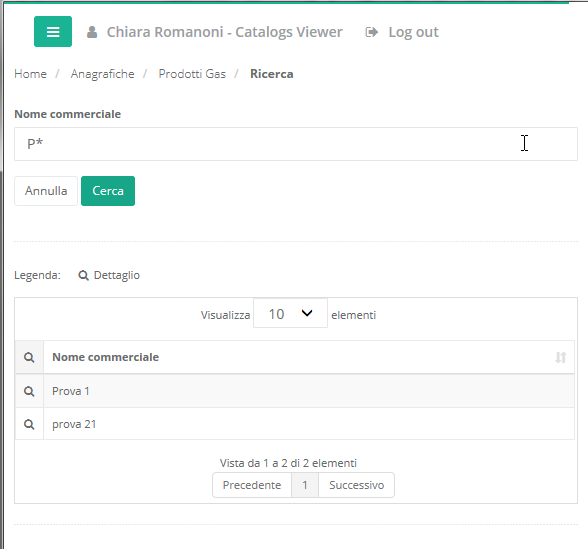 Chiara Romanoni - Catalogs Viewer Log out
Home / Anagrafiche / Prodotti Gas / Ricerca
Nome commerciale
P*
Annulla Cerca
Legenda: Dettaglio
Visualizza 10 elementi
Nome commerciale
Prova 1
prova 21
Vista da 1 a 2 di 2 elementi
Precedente 1 Successivo